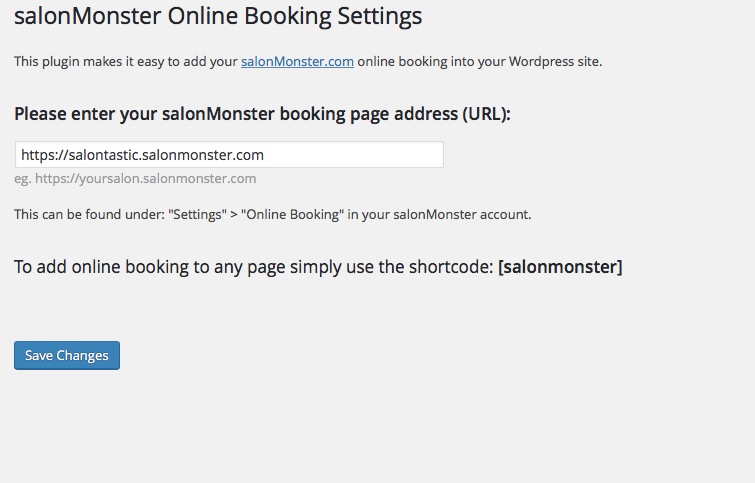 salonMonster Online Booking Settings
This plugin makes it easy to add your salonMonster.com online booking into your Wordpress site.
Please enter your salonMonster booking page address (URL):
https://salontastic.salonmonster.com
eg. https://yoursalon.salonmonster.com
This can be found under: "Settings" > "Online Booking" in your salonMonster account.
To add online booking to any page simply use the shortcode: [salonmonster]
Save Changes